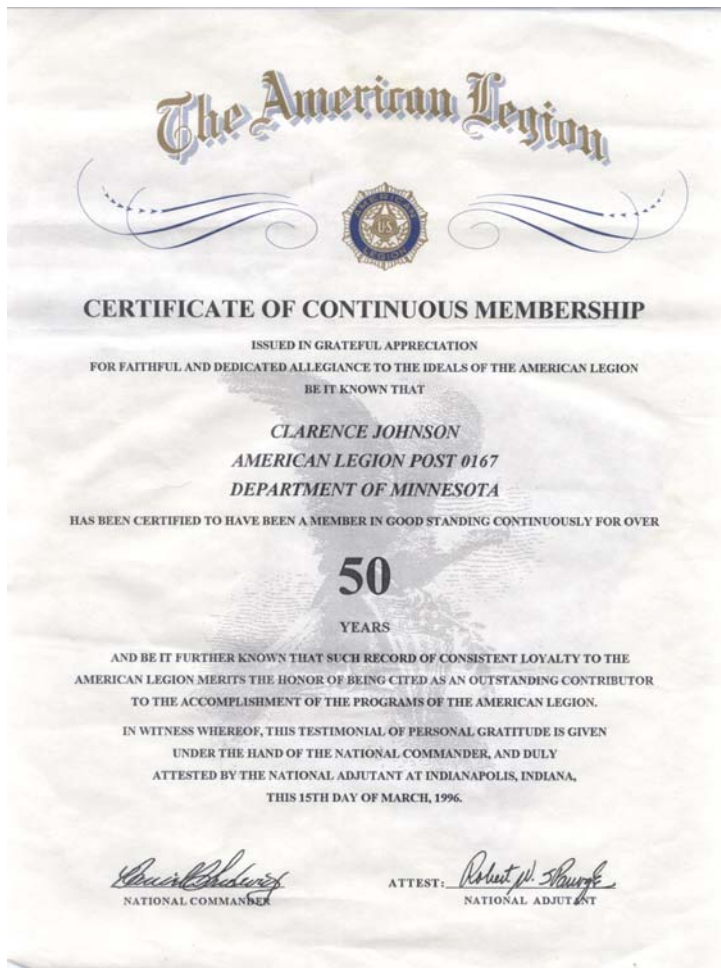 The American Legion
AMERICAN
US
LEGION
CERTIFICATE OF CONTINUOUS MEMBERSHIP
ISSUED IN GRATEFUL APPRECIATION
FOR FAITHFUL AND DEDICATED ALLEGIANCE TO THE IDEALS OF THE AMERICAN LEGION
BE IT KNOWN THAT
CLARENCE JOHNSON
AMERICAN LEGION POST 0167
DEPARTMENT OF MINNESOTA
HAS BEEN CERTIFIED TO HAVE BEEN A MEMBER IN GOOD STANDING CONTINUOUSLY FOR OVER
50
YEARS
AND BE IT FURTHER KNOWN THAT SUCH RECORD OF CONSISTENT LOYALTY TO THE
AMERICAN LEGION MERITS THE HONOR OF BEING CITED AS AN OUTSTANDING CONTRIBUTOR
TO THE ACCOMPLISHMENT OF THE PROGRAMS OF THE AMERICAN LEGION.
IN WITNESS WHEREOF, THIS TESTIMONIAL OF PERSONAL GRATITUDE IS GIVEN
UNDER THE HAND OF THE NATIONAL COMMANDER, AND DULY
ATTESTED BY THE NATIONAL ADJUTANT AT INDIANAPOLIS, INDIANA,
THIS 15TH DAY OF MARCH, 1996.
ATTEST: Robert W. Spanogle
NATIONAL COMMANDER
NATIONAL ADJUTANT